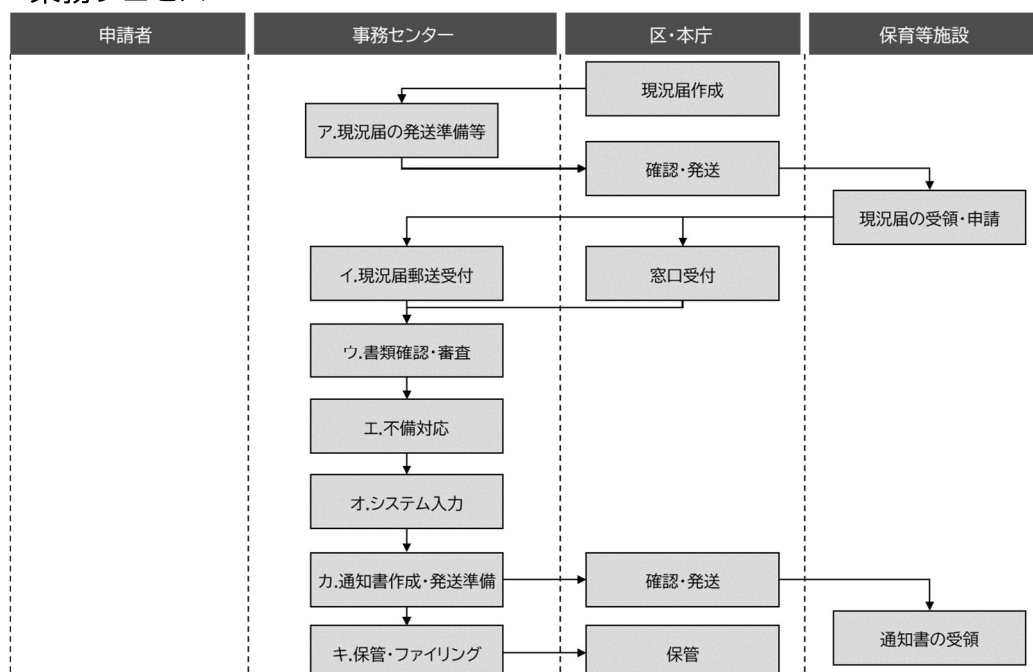 申請者
事務センター
区・本庁
保育等施設
現況届作成
ア.現況届の発送準備等
確認・発送
現況届の受領・申請
イ.現況届郵送受付
窓口受付
ウ.書類確認・審査
エ.不備対応
オ.システム入力
カ.通知書作成・発送準備
確認・発送
通知書の受領
キ.保管・ファイリング
保管